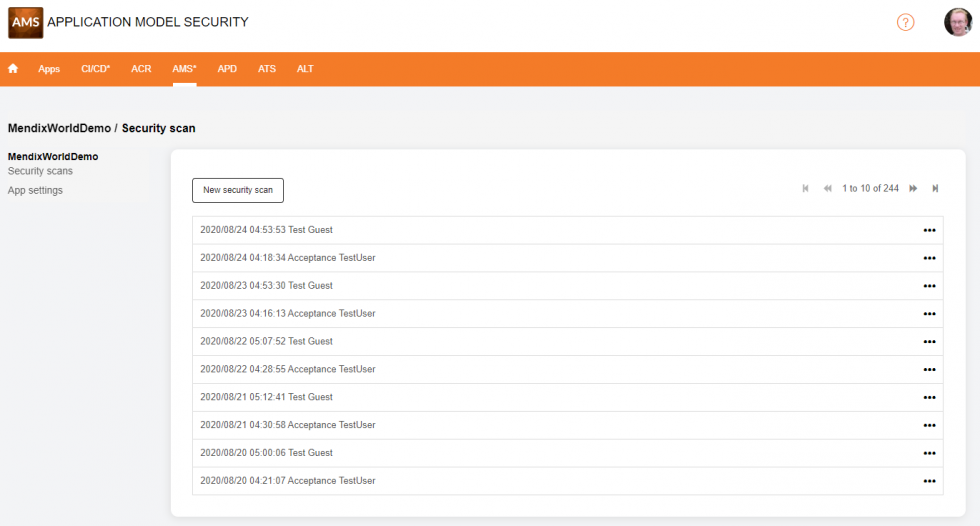 AMS APPLICATION MODEL SECURITY
?
Apps CI/CD* ACR AMS* APD ATS ALT
MendixWorldDemo / Security scan
MendixWorldDemo
Security scans
App settings
New security scan
1 to 10 of 244
2020/08/24 04:53:53 Test Guest
2020/08/24 04:18:34 Acceptance TestUser
2020/08/23 04:53:30 Test Guest
2020/08/23 04:16:13 Acceptance TestUser
2020/08/22 05:07:52 Test Guest
2020/08/22 04:28:55 Acceptance TestUser
2020/08/21 05:12:41 Test Guest
2020/08/21 04:30:58 Acceptance TestUser
2020/08/20 05:00:06 Test Guest
2020/08/20 04:21:07 Acceptance TestUser